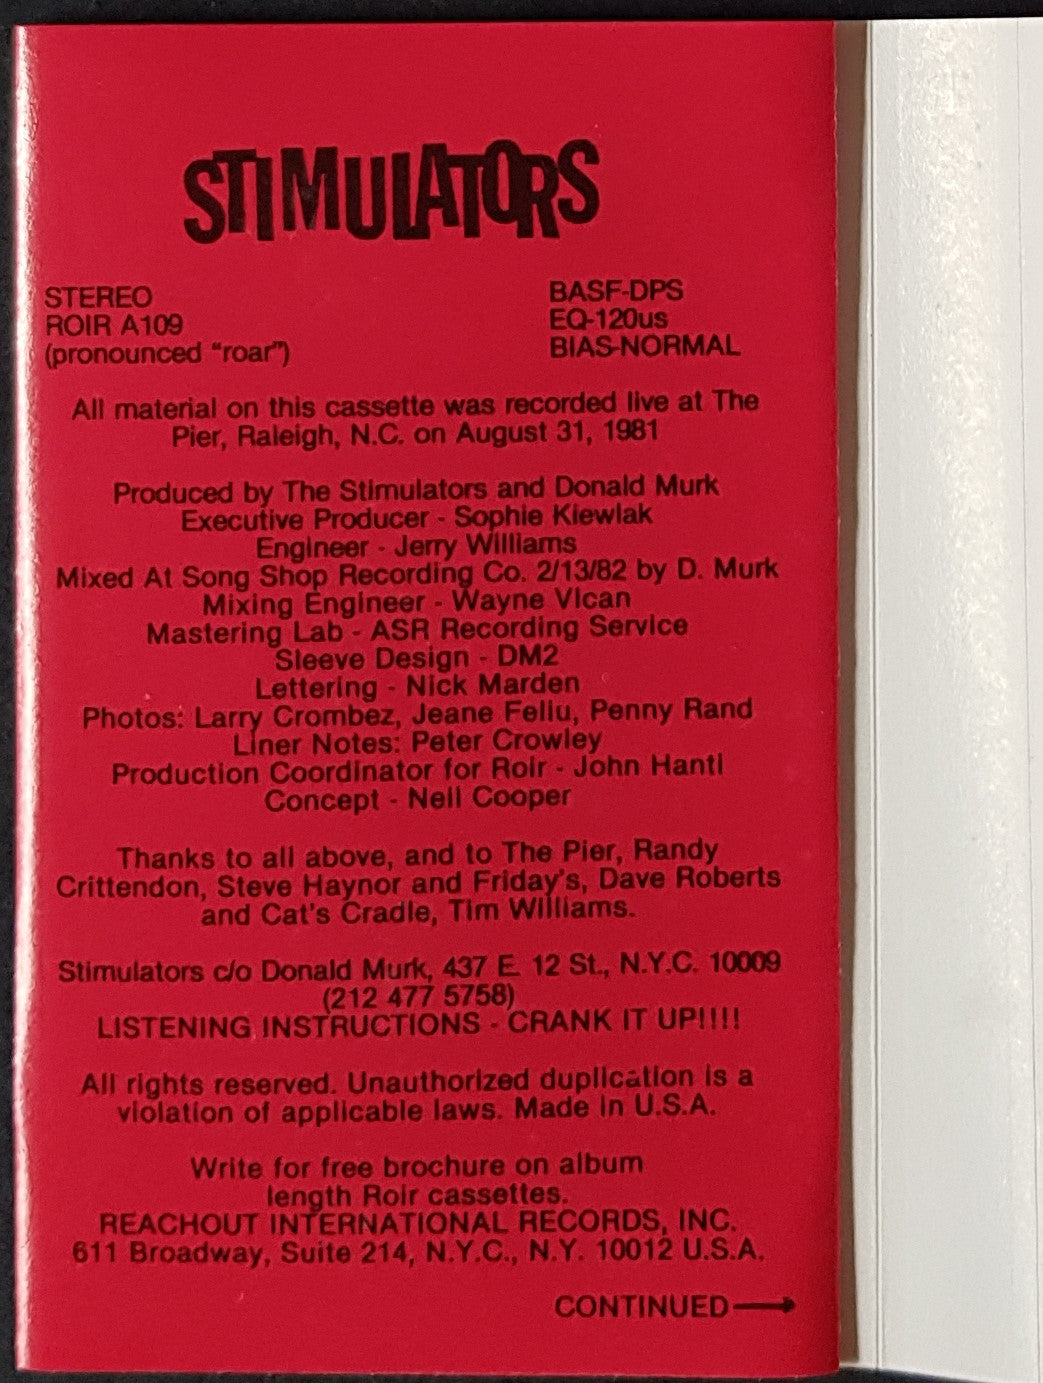 STIMULATORS
STEREO
ROIR A109
(pronounced "roar")
BASF-DPS
EQ-120us
BIAS-NORMAL
All material on this cassette was recorded live at The
Pier, Raleigh, N.C. on August 31, 1981
Produced by The Stimulators and Donald Murk
Executive Producer - Sophie Kiewlak
Engineer - Jerry Williams
Mixed At Song Shop Recording Co. 2/13/82 by D. Murk
Mixing Engineer - Wayne Vican
Mastering Lab - ASR Recording Service
Sleeve Design - DM2
Lettering - Nick Marden
Photos: Larry Crombez, Jeane Feliu, Penny Rand
Liner Notes: Peter Crowley
Production Coordinator for Roir - John Hanti
Concept - Neil Cooper
Thanks to all above, and to The Pier, Randy
Crittendon, Steve Haynor and Friday's, Dave Roberts
and Cat's Cradle, Tim Williams.
Stimulators c/o Donald Murk, 437 E. 12 St., N.Y.C. 10009
(212 477 5758)
LISTENING INSTRUCTIONS - CRANK IT UP!!!!
All rights reserved. Unauthorized duplication is a
violation of applicable laws. Made in U.S.A.
Write for free brochure on album
length Roir cassettes.
REACHOUT INTERNATIONAL RECORDS, INC.
611 Broadway, Suite 214, N.Y.C., N.Y. 10012 U.S.A.
CONTINUED